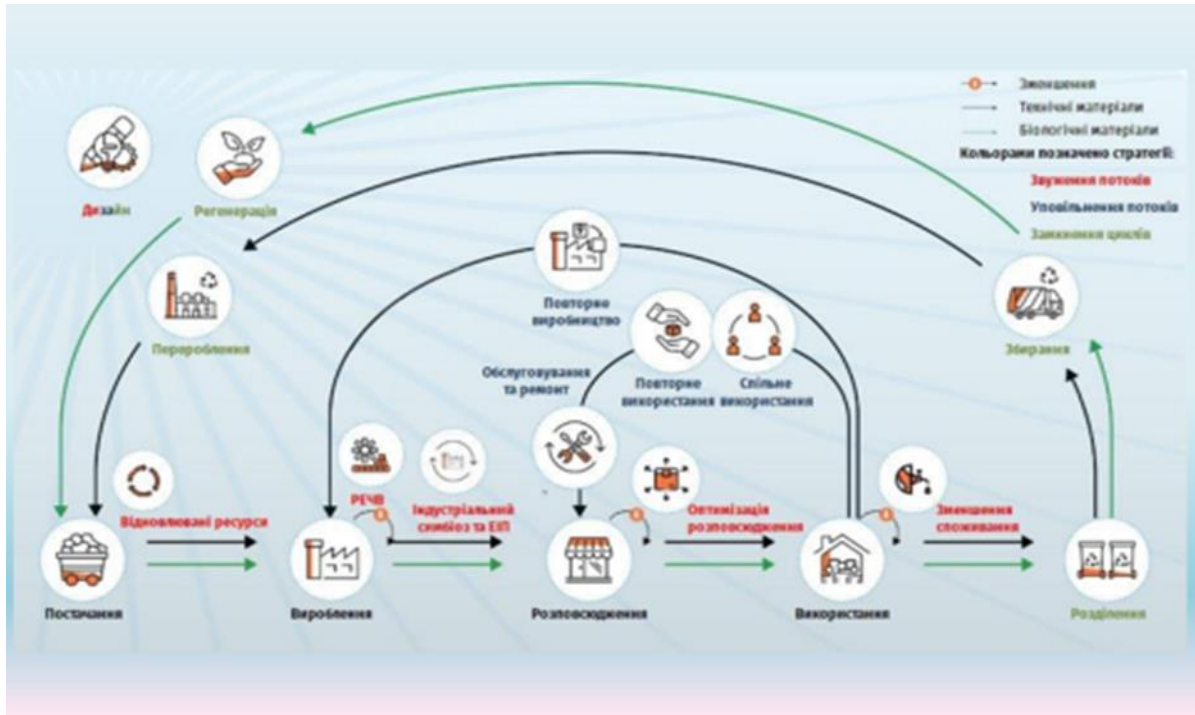 Зменшення
Технічні матеріали
Біологічні матеріали
Кольорами позначено стратегії:
Звуження потоків
Уповільнення потоків
Замкнення циклів
Дизайн
Регенерація
Повторне
виробництво
Перероблення
Збирання
Обслуговування
та ремонт
Повторне
використання
Спільне
використання
РЕЧВ
Відновлювані ресурси
Індустріальний
симбіоз та ЕІП
Оптимізація
розповсюдження
Зменшення
споживання
Постачання
Вироблення
Розповсюдження
Використання
Розділення